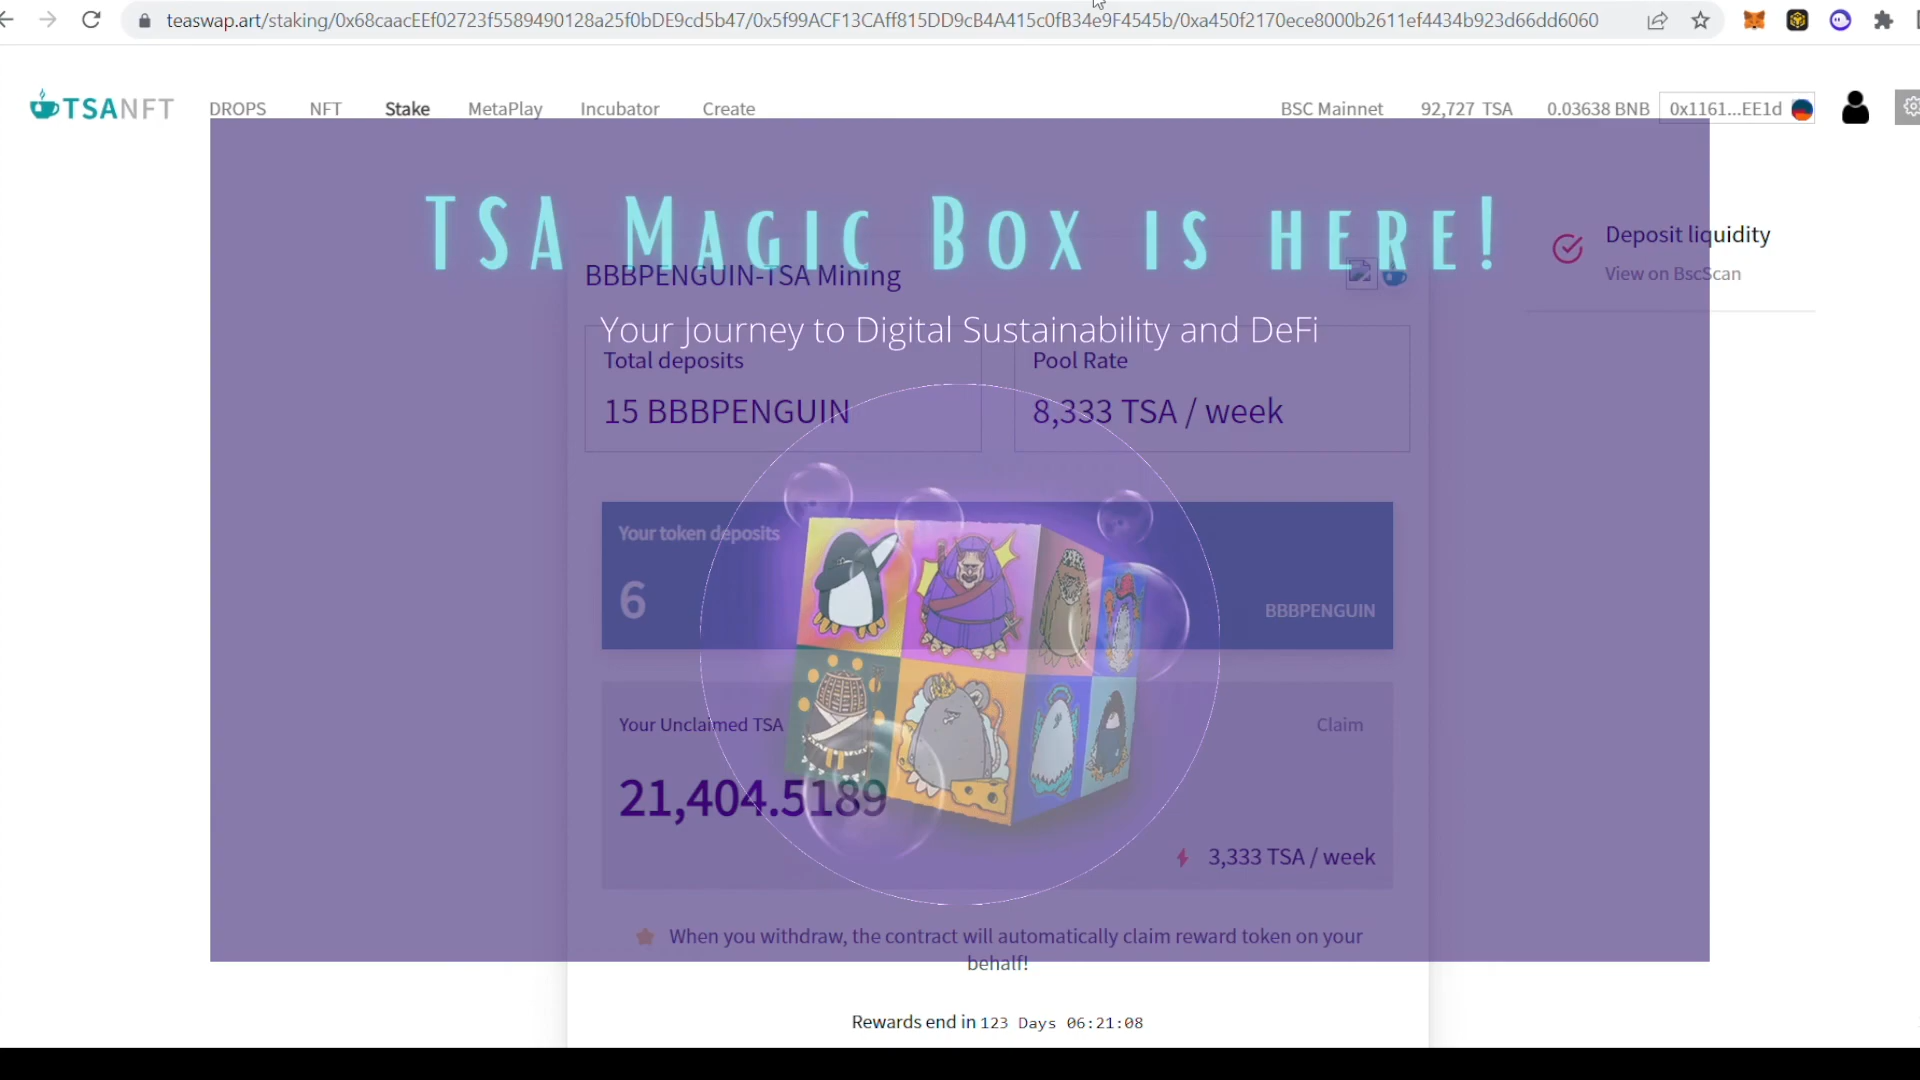 teaswap.art/staking/0x68caacEEf02723f5589490128a25f0bDE9cd5b47/0x5f99ACF13CAff815DD9cB4A415c0fB34e9F4545b/0xa450f2170ece8000b2611ef4434b923d66dd6060
TSANFT DROPS NFT Stake MetaPlay Incubator Create BSC Mainnet 92,727 TSA 0.03638 BNB 0x1161...EE1d
TSA Magic Box is here!
Deposit liquidity
View on BscScan
BBBPENGUIN-TSA Mining
Your Journey to Digital Sustainability and DeFi
Total deposits Pool Rate
15 BBBPENGUIN 8,333 TSA / week
Your token deposits
6 BBBPENGUIN
Your Unclaimed TSA Claim
21,404.5189
3,333 TSA / week
When you withdraw, the contract will automatically claim reward token on your
behalf!
Rewards end in 123 Days 06:21:08